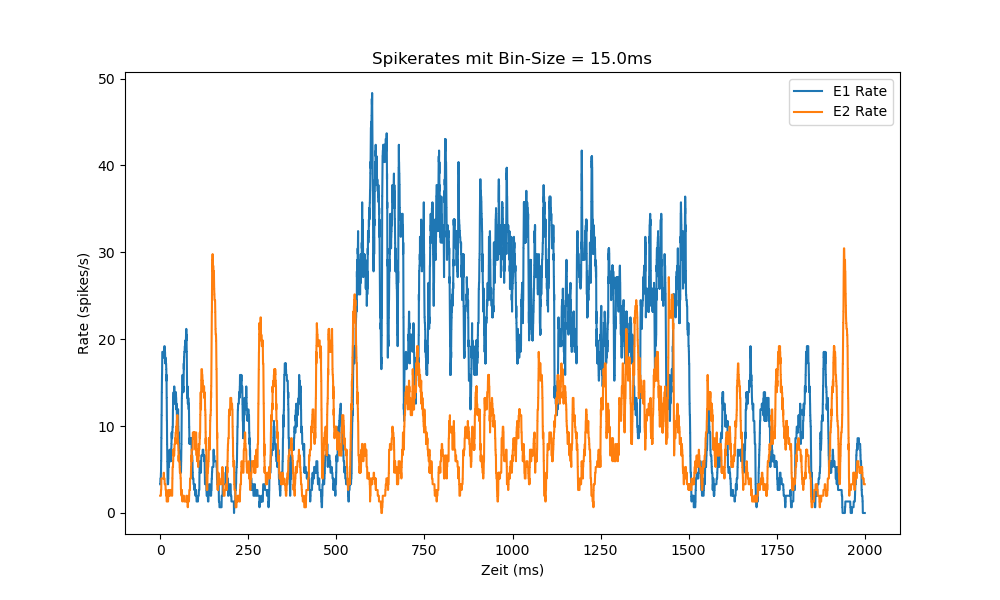 Spikerates mit Bin-Size = 15.0ms
E1 Rate
E2 Rate
50
40
30
20
10
0
Rate (spikes/s)
0 250 500 750 1000 1250 1500 1750 2000
Zeit (ms)